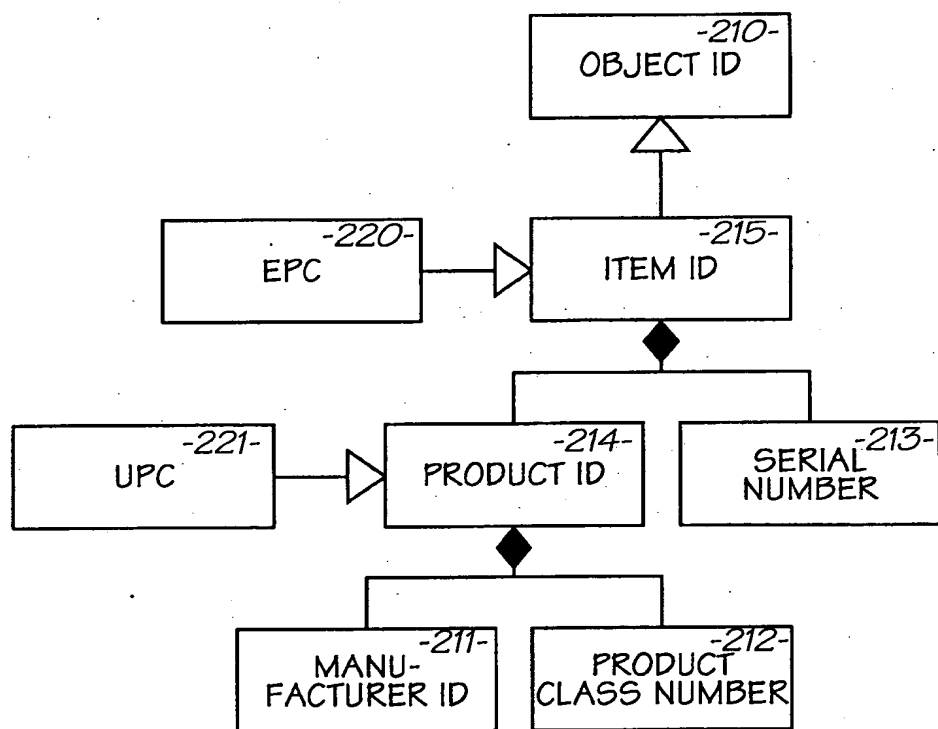 -210-
OBJECT ID
-220-
EPC
-215-
ITEM ID
-221-
UPC
-214-
PRODUCT ID
-213-
SERIAL
NUMBER
-211-
MANU-
FACTURER ID
-212-
PRODUCT
CLASS NUMBER